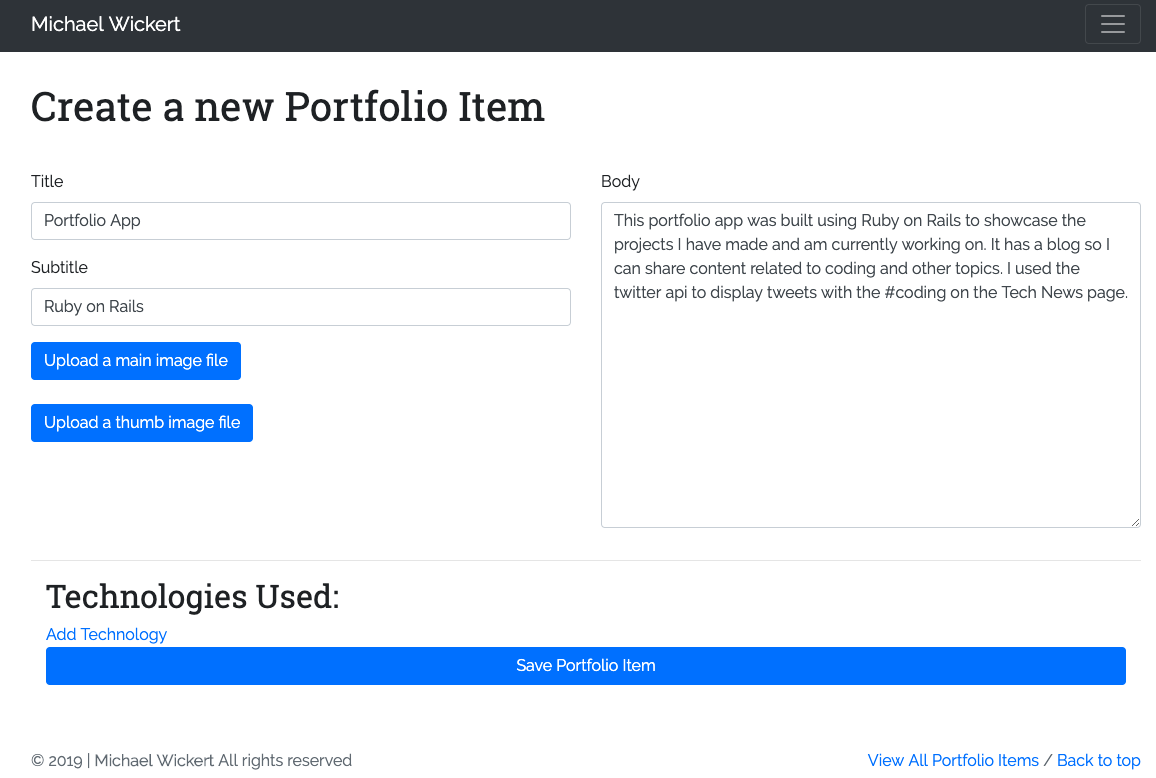 Michael Wickert
Create a new Portfolio Item
Title
Portfolio App
Subtitle
Ruby on Rails
Upload a main image file
Upload a thumb image file
Body
This portfolio app was built using Ruby on Rails to showcase the
projects I have made and am currently working on. It has a blog so I
can share content related to coding and other topics. I used the
twitter api to display tweets with the #coding on the Tech News page.
Technologies Used:
Add Technology
Save Portfolio Item
© 2019 | Michael Wickert All rights reserved
View All Portfolio Items / Back to top